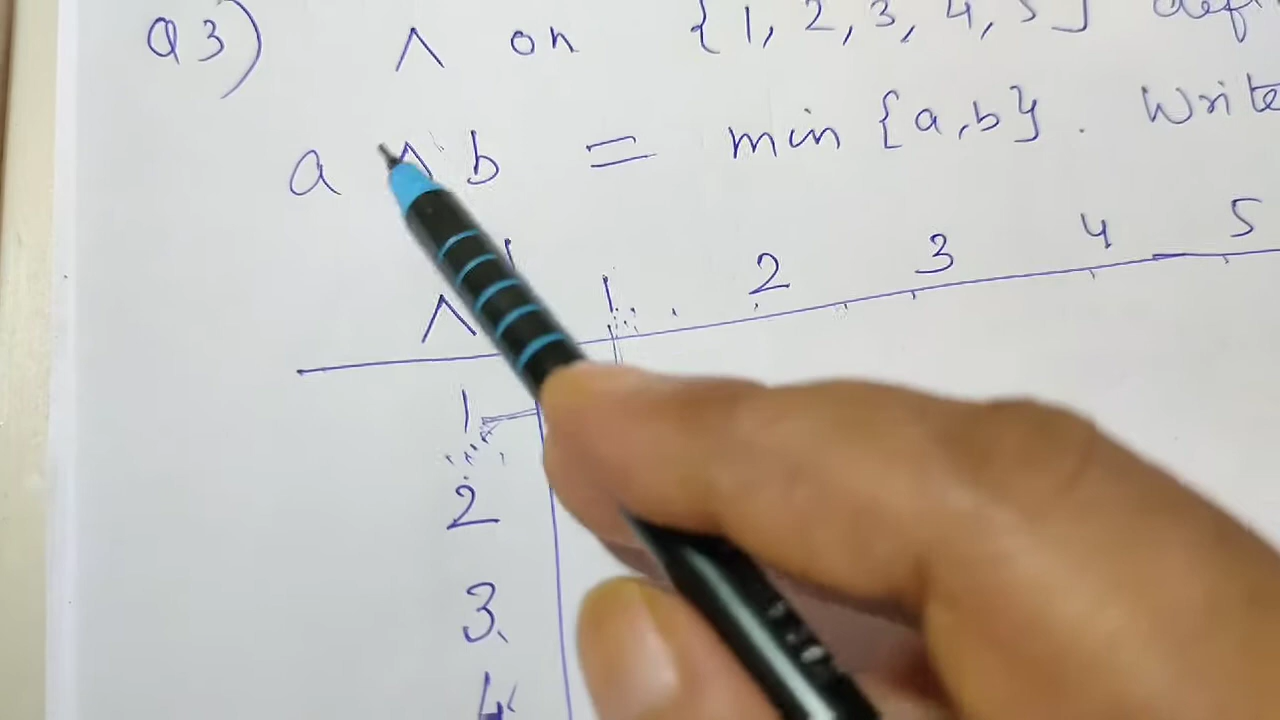 Q3) ∧ on {1, 2, 3, 4, 5}
a ∧ b = min {a,b}. Write
∧ 1 2 3 4 5
1
2
3
4